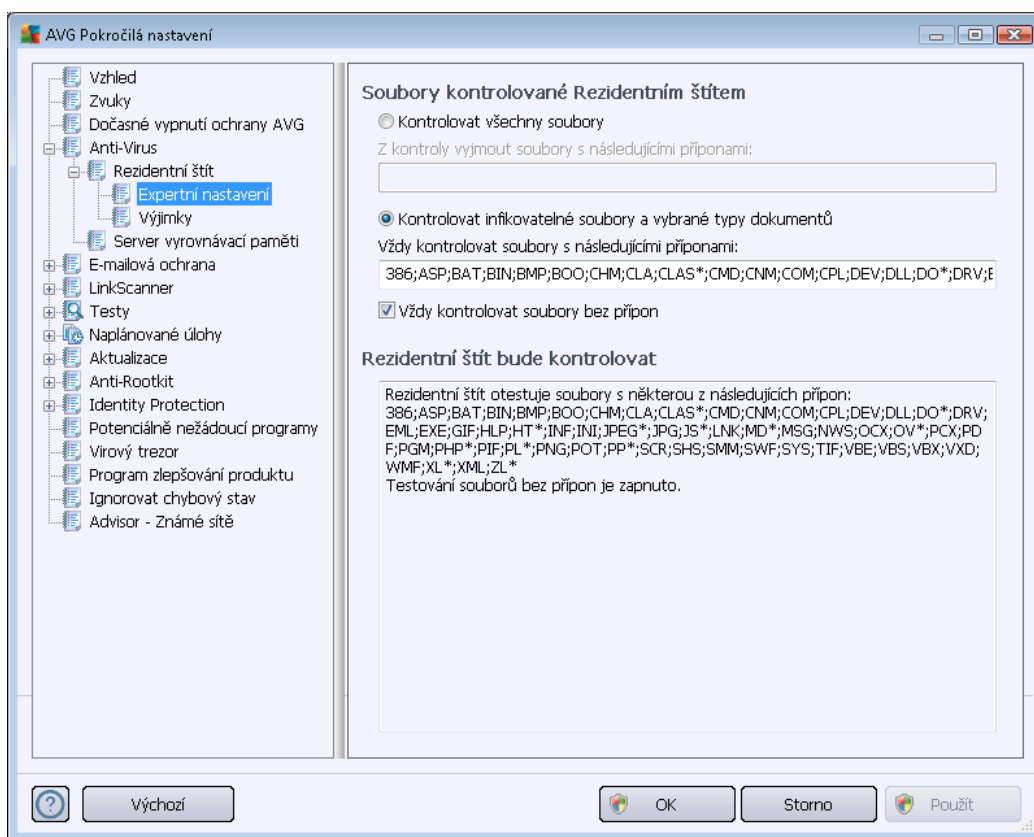 AVG Pokročilá nastavení
Vzhled
Zvuky
Dočasné vypnutí ochrany AVG
Anti-Virus
Rezidentní štít
Expertní nastavení
Výjimky
Server vyrovnávací paměti
E-mailová ochrana
LinkScanner
Testy
Naplánované úlohy
Aktualizace
Anti-Rootkit
Identity Protection
Potenciálně nežádoucí programy
Virový trezor
Program zlepšování produktu
Ignorovat chybový stav
Advisor - Známé sítě
Soubory kontrolované Rezidentním štítem
Kontrolovat všechny soubory
Z kontroly vyjmout soubory s následujícími příponami:
Kontrolovat infikovatelné soubory a vybrané typy dokumentů
Vždy kontrolovat soubory s následujícími příponami:
386;ASP;BAT;BIN;BMP;BOO;CHM;CLA;CLAS*;CMD;CNM;COM;CPL;DEV;DLL;DO*;DRV;E
Vždy kontrolovat soubory bez přípon
Rezidentní štít bude kontrolovat
Rezidentní štít otestuje soubory s některou z následujících přípon:
386;ASP;BAT;BIN;BMP;BOO;CHM;CLA;CLAS*;CMD;CNM;COM;CPL;DEV;DLL;DO*;DRV;
EML;EXE;GIF;HLP;HT*;INF;INI;JPEG*;JPG;JS*;LNK;MD*;MSG;NWS;OCX;OV*;PCX;PD
F;PGM;PHP*;PIF;PL*;PNG;POT;PP*;SCR;SHS;SMM;SWF;SYS;TIF;VBE;VBS;VBX;VXD;
WMF;XL*;XML;ZL*
Testování souborů bez přípon je zapnuto.
Výchozí
OK
Storno
Použít